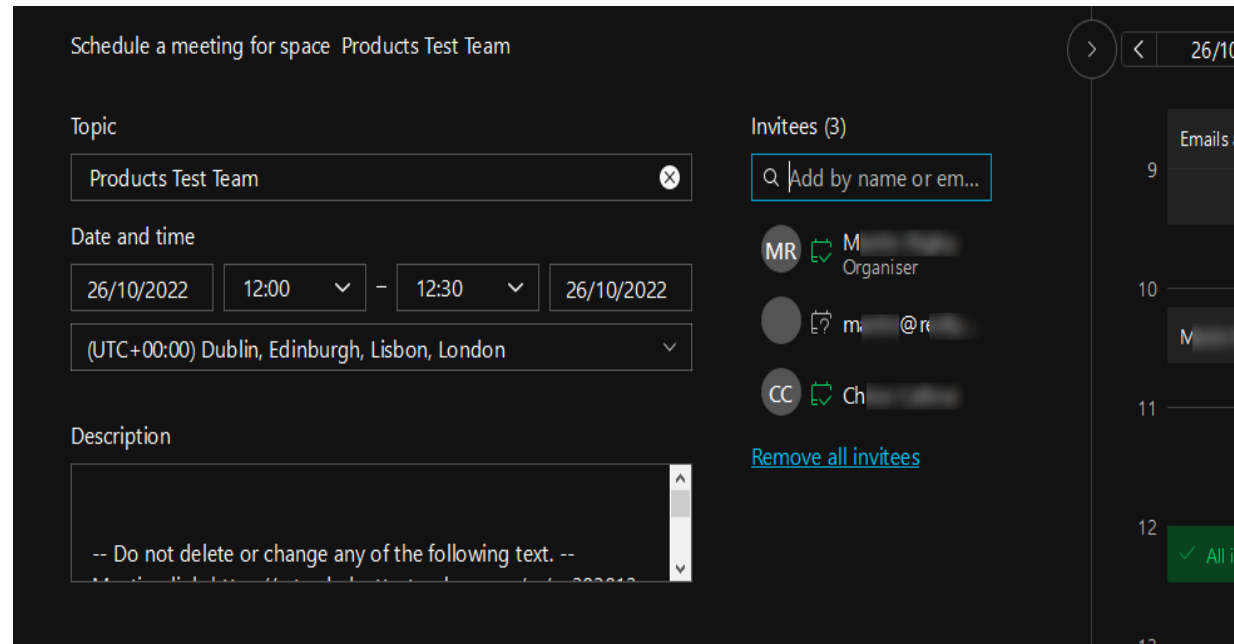 Schedule a meeting for space Products Test Team
Topic
Products Test Team
Date and time
26/10/2022 12:00 – 12:30 26/10/2022
(UTC+00:00) Dublin, Edinburgh, Lisbon, London
Description
-- Do not delete or change any of the following text. --
Invitees (3)
Add by name or em...
MR M
Organiser
@
CC Ch
Remove all invitees
Emails
9
10
M
11
12
All